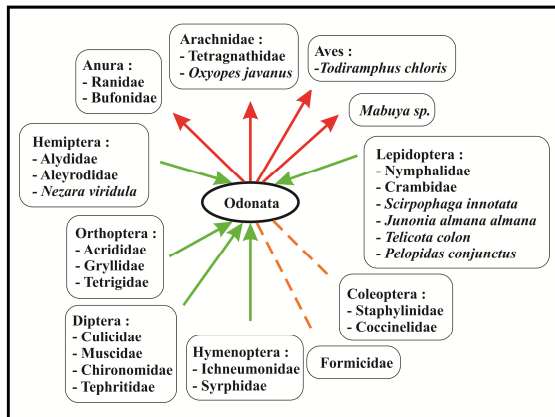 Arachnidae :
- Tetragnathidae
- Oxyopes javanus
Aves :
-Todiramphus chloris
Anura :
- Ranidae
- Bufonidae
Mabuya sp.
Hemiptera :
- Alydidae
- Aleyrodidae
- Nezara viridula
Lepidoptera :
- Nymphalidae
- Crambidae
- Scirpophaga innotata
- Junonia almana almana
- Telicota colon
- Pelopidas conjunctus
Odonata
Orthoptera :
- Acrididae
- Gryllidae
- Tetrigidae
Coleoptera :
- Staphylinidae
- Coccinelidae
Diptera :
- Culicidae
- Muscidae
- Chironomidae
- Tephritidae
Hymenoptera :
- Ichneumonidae
- Syrphidae
Formicidae